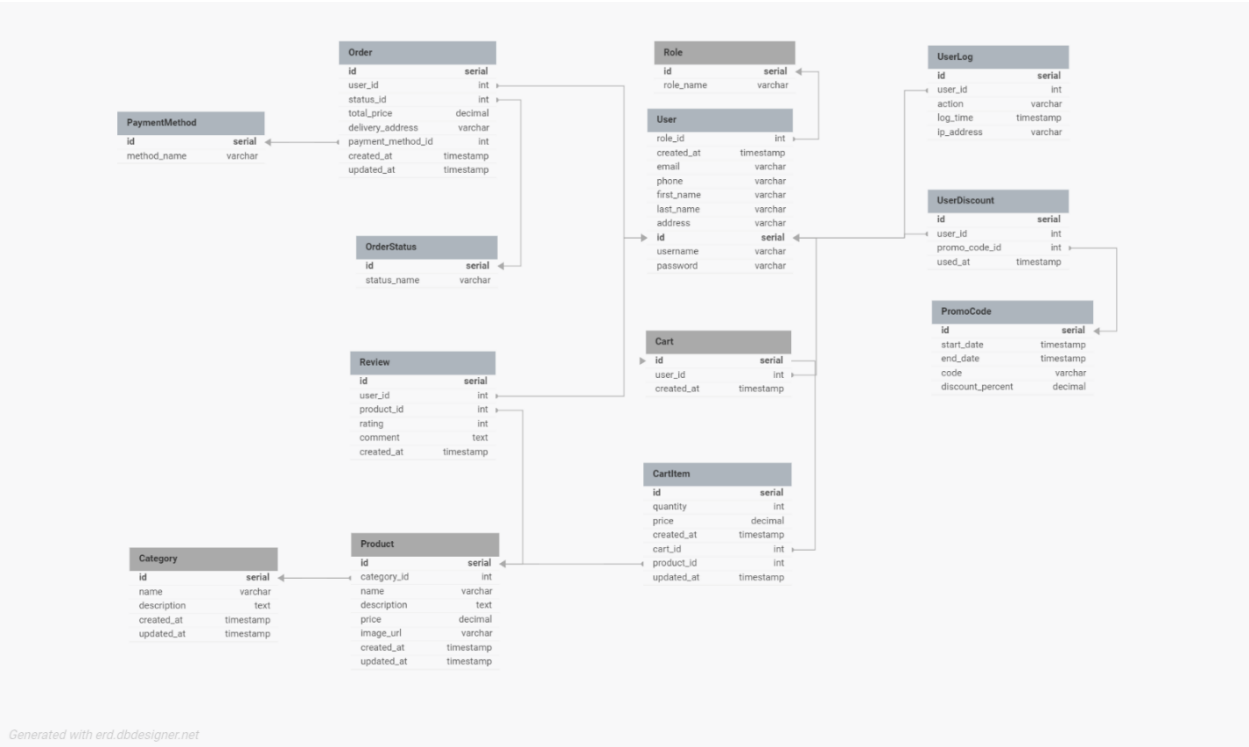 Order
id serial
user_id int
status_id int
total_price decimal
delivery_address varchar
payment_method_id int
created_at timestamp
updated_at timestamp
Role
id serial
role_name varchar
UserLog
id serial
user_id int
action varchar
log_time timestamp
ip_address varchar
PaymentMethod
id serial
method_name varchar
User
role_id int
created_at timestamp
email varchar
phone varchar
first_name varchar
last_name varchar
address varchar
id serial
username varchar
password varchar
UserDiscount
id serial
user_id int
promo_code_id int
used_at timestamp
OrderStatus
id serial
status_name varchar
PromoCode
id serial
start_date timestamp
end_date timestamp
code varchar
discount_percent decimal
Cart
id serial
user_id int
created_at timestamp
Review
id serial
user_id int
product_id int
rating int
comment text
created_at timestamp
CartItem
id serial
quantity int
price decimal
created_at timestamp
cart_id int
product_id int
updated_at timestamp
Category
id serial
name varchar
description text
created_at timestamp
updated_at timestamp
Product
id serial
category_id int
name varchar
description text
price decimal
image_url varchar
created_at timestamp
updated_at timestamp
Generated with erd.dbdesigner.net